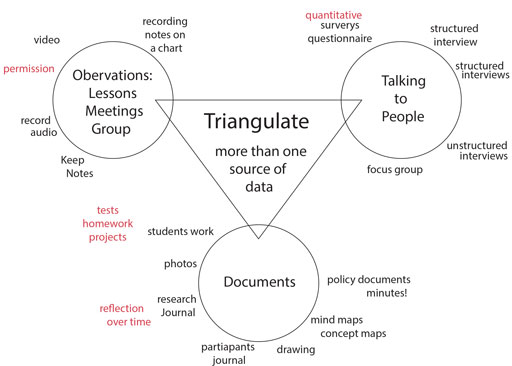 video
recording
notes on
a chart
permission
Obervations:
Lessons
Meetings
Group
record
audio
Keep
Notes
quantitative
surverys
questionnaire
structured
interview
structured
interviews
Talking
to
People
unstructured
interviews
focus group
Triangulate
more than one
source of
data
tests
homework
projects
students work
photos
research
Journal
reflection
over time
partiapants
journal
drawing
mind maps
concept maps
policy documents
minutes!
Documents